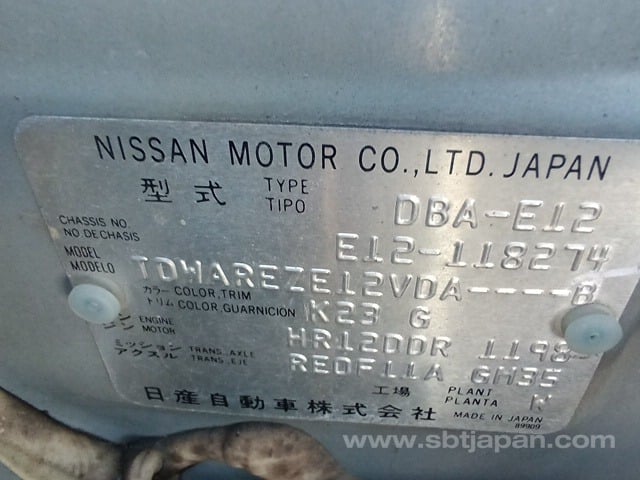 NISSAN MOTOR CO.,LTD. JAPAN
型式 TYPE TIPO DBA-E12
CHASSIS NO. NO.DECHASIS E12-118274
MODEL MODELO TDWAREZE12VDA----B
カラー COLOR,TRIM トリム COLOR,GUARNICION K23 G
ENGINE MOTOR HR12DDR 1198-
ミッション TRANS.,AXLE アクスル TRANS.,EJE RE0F11A GH35
工場 PLANT PLANTA N
日産自動車株式会社 MADE IN JAPAN
89909
www.sbtjapan.com